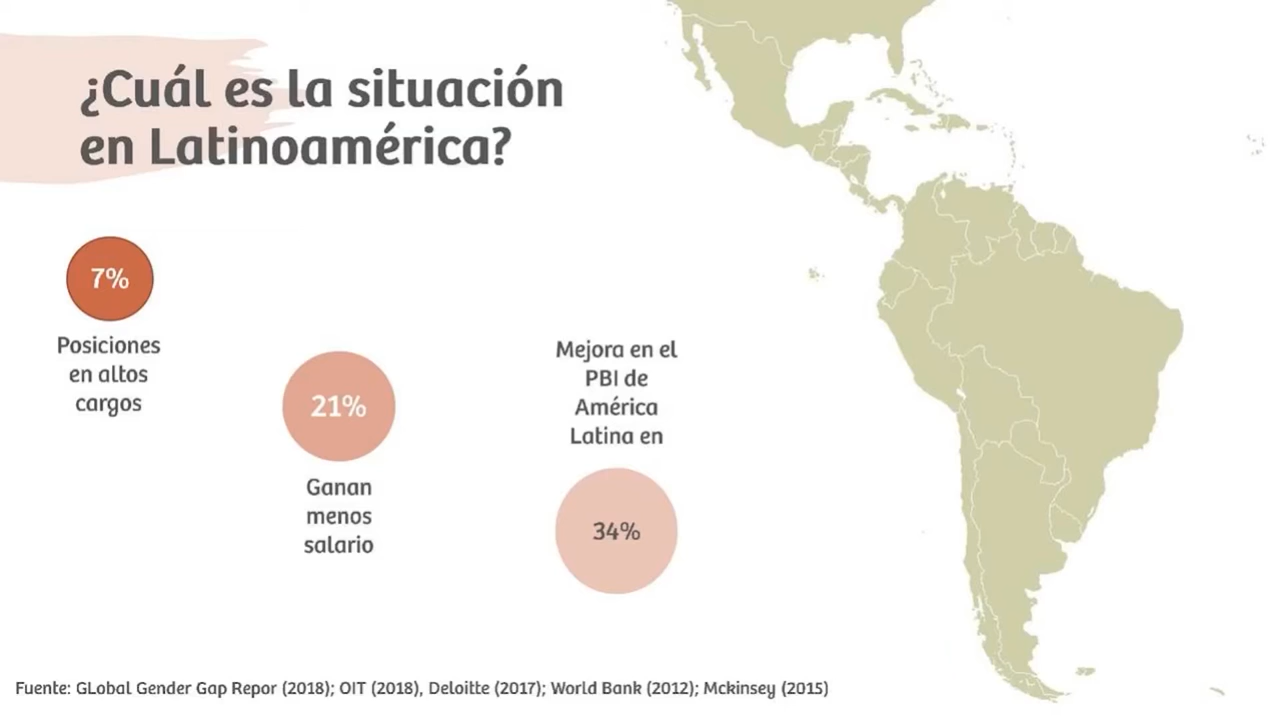 ¿Cuál es la situación
en Latinoamérica?
7%
Posiciones
en altos
cargos
21%
Ganan
menos
salario
Mejora en el
PBI de
América
Latina en
34%
Fuente: GLobal Gender Gap Repor (2018); OIT (2018), Deloitte (2017); World Bank (2012); Mckinsey (2015)